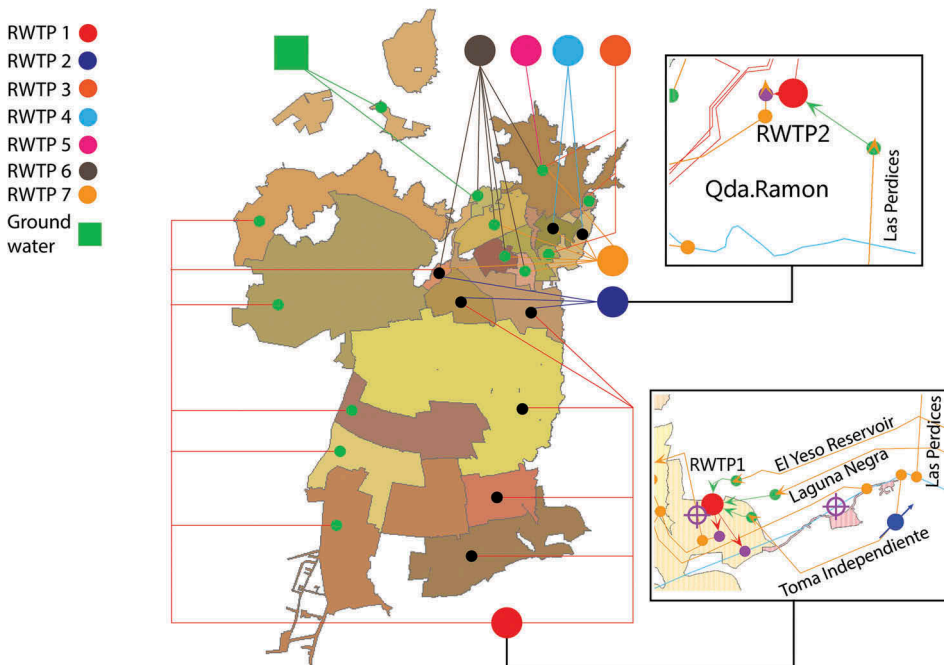 RWTP 1
RWTP 2
RWTP 3
RWTP 4
RWTP 5
RWTP 6
RWTP 7
Ground
water
RWTP2
Qda.Ramon
Las Perdices
RWTP1
El Yeso Reservoir
Laguna Negra
Las Perdices
Toma Independiente